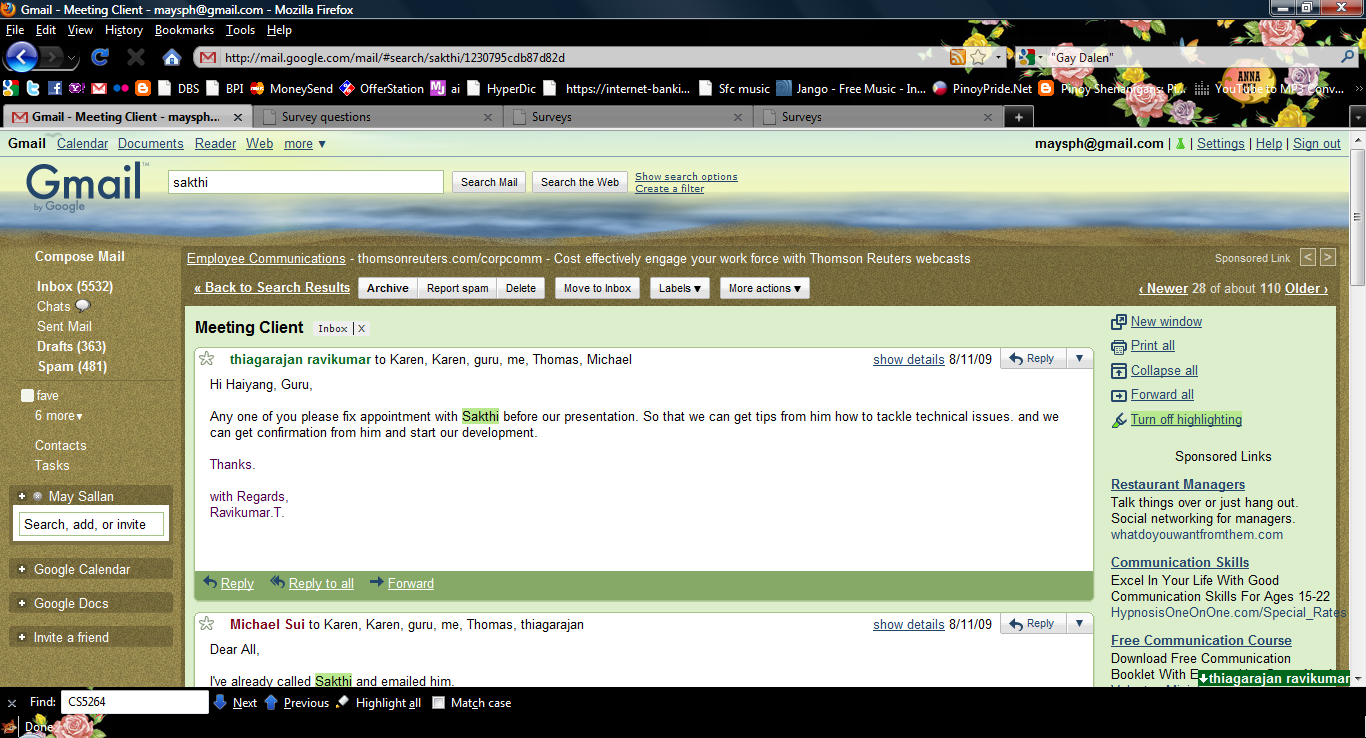 Gmail - Meeting Client - maysph@gmail.com - Mozilla Firefox
File Edit View History Bookmarks Tools Help
http://mail.google.com/mail/#search/sakthi/1230795cdb87d82d
"Gay Dalen"
DBS BPI MoneySend OfferStation ai HyperDic https://internet-banki... Sfc music Jango - Free Music - In... PinoyPride.Net Pinoy Shenanigans: Pi... YouTube to MP3 Conv...
ANNA
Gmail - Meeting Client - maysph... Survey questions Surveys Surveys
Gmail Calendar Documents Reader Web more ▼
maysph@gmail.com | Settings | Help | Sign out
Gmail™
by Google
sakthi
Search Mail Search the Web
Show search options
Create a filter
Compose Mail
Inbox (5532)
Chats
Sent Mail
Drafts (363)
Spam (481)
fave
6 more▼
Contacts
Tasks
+ May Sallan
Search, add, or invite
+ Google Calendar
+ Google Docs
+ Invite a friend
Employee Communications - thomsonreuters.com/corpcomm - Cost effectively engage your work force with Thomson Reuters webcasts
Sponsored Link < >
« Back to Search Results Archive Report spam Delete Move to Inbox Labels ▼ More actions ▼
‹ Newer 28 of about 110 Older ›
Meeting Client Inbox | X
thiagarajan ravikumar to Karen, Karen, guru, me, Thomas, Michael
show details 8/11/09 Reply ▼
Hi Haiyang, Guru,
Any one of you please fix appointment with Sakthi before our presentation. So that we can get tips from him how to tackle technical issues. and we
can get confirmation from him and start our development.
Thanks.
with Regards,
Ravikumar.T.
Reply Reply to all Forward
Michael Sui to Karen, Karen, guru, me, Thomas, thiagarajan
show details 8/11/09 Reply ▼
Dear All,
I've already called Sakthi and emailed him.
New window
Print all
Collapse all
Forward all
Turn off highlighting
Sponsored Links
Restaurant Managers
Talk things over or just hang out.
Social networking for managers.
whatdoyouwantfromthem.com
Communication Skills
Excel In Your Life With Good
Communication Skills For Ages 15-22
HypnosisOneOnOne.com/Special_Rates
Free Communication Course
Download Free Communication
Booklet With E
thiagarajan ravikumar
Find: CS5264 Next Previous Highlight all Match case
Done